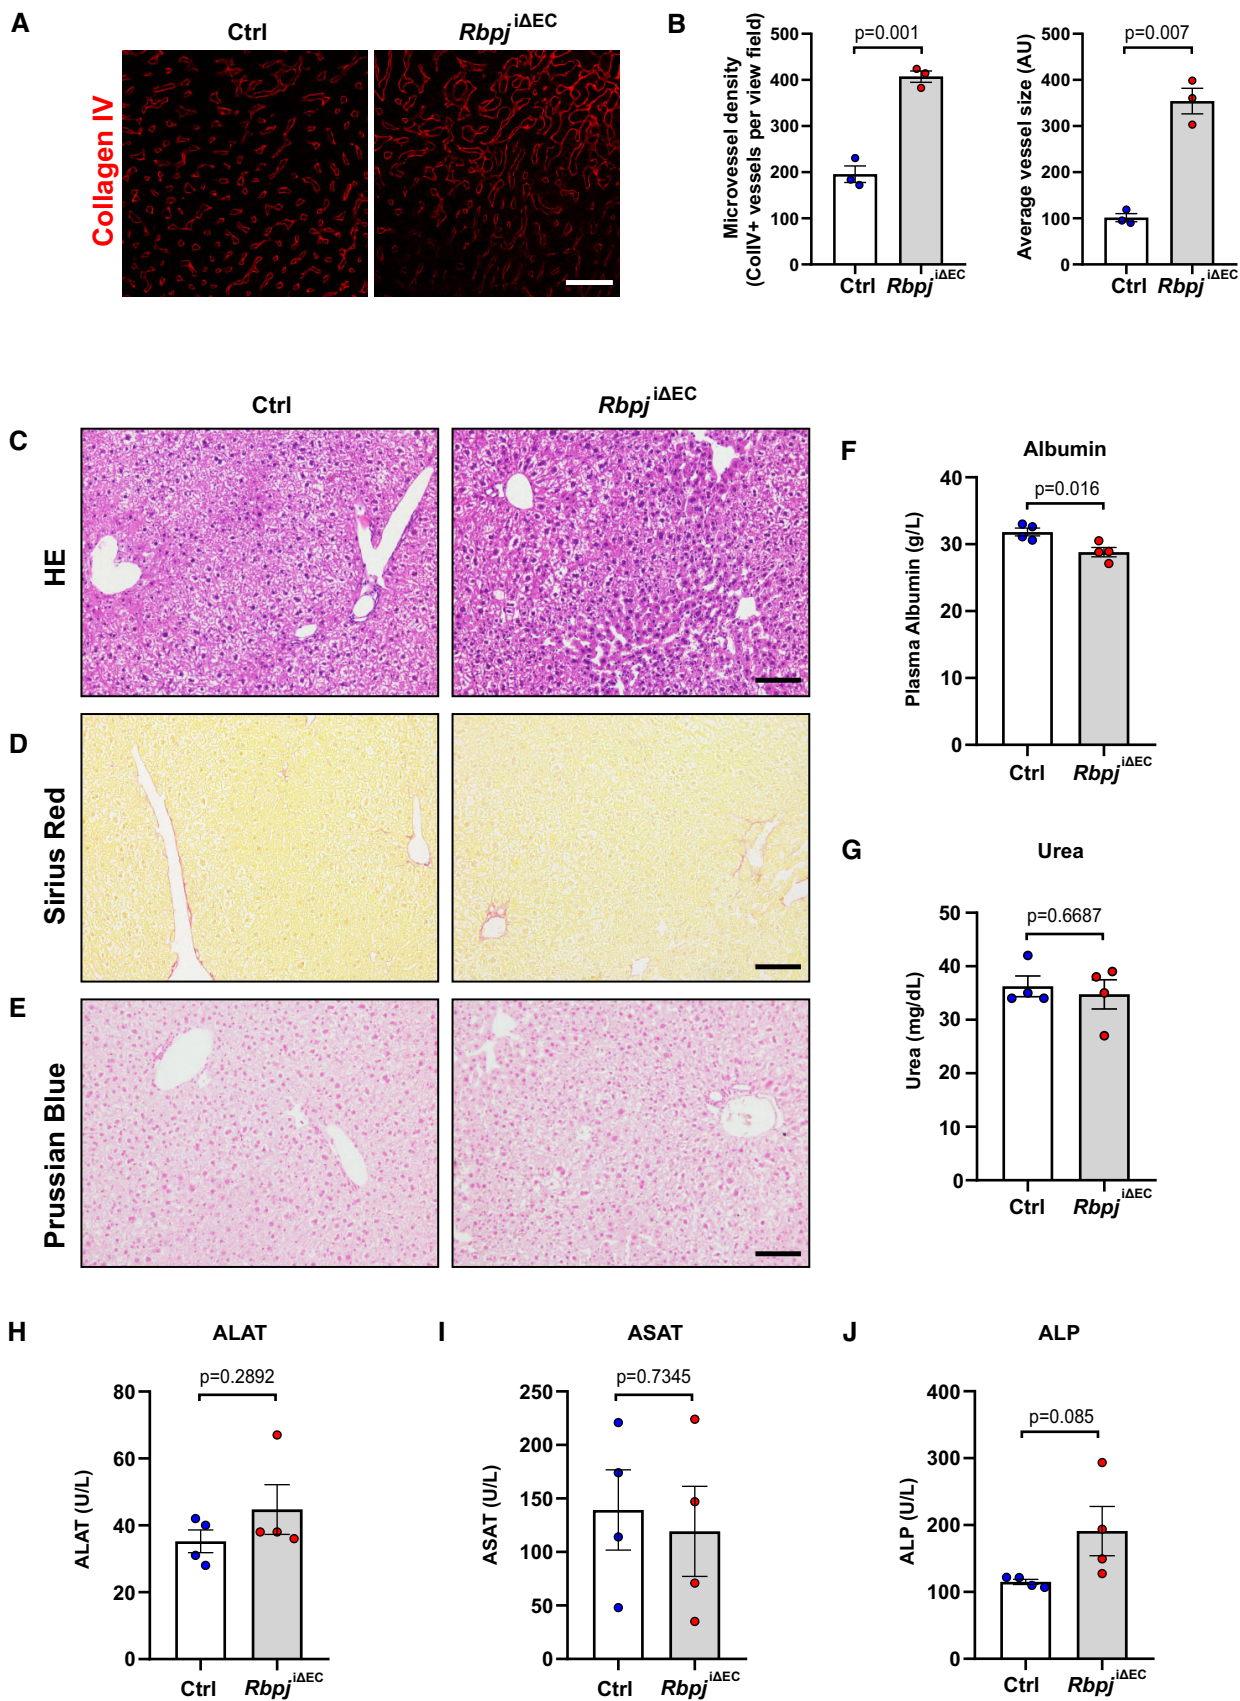 A
Ctrl
Rbpj iΔEC
Collagen IV
B
Microvessel density
(ColIV+ vessels per view field)
500
400
300
200
100
0
p=0.001
Ctrl
Rbpj iΔEC
Average vessel size (AU)
500
400
300
200
100
0
p=0.007
Ctrl
Rbpj iΔEC
Ctrl
Rbpj iΔEC
C
HE
D
Sirius Red
E
Prussian Blue
F
Albumin
Plasma Albumin (g/L)
40
30
20
10
0
p=0.016
Ctrl
Rbpj iΔEC
G
Urea
Urea (mg/dL)
50
40
30
20
10
0
p=0.6687
Ctrl
Rbpj iΔEC
H
ALAT
ALAT (U/L)
80
60
40
20
0
p=0.2892
Ctrl
Rbpj iΔEC
I
ASAT
ASAT (U/L)
250
200
150
100
50
0
p=0.7345
Ctrl
Rbpj iΔEC
J
ALP
ALP (U/L)
400
300
200
100
0
p=0.085
Ctrl
Rbpj iΔEC